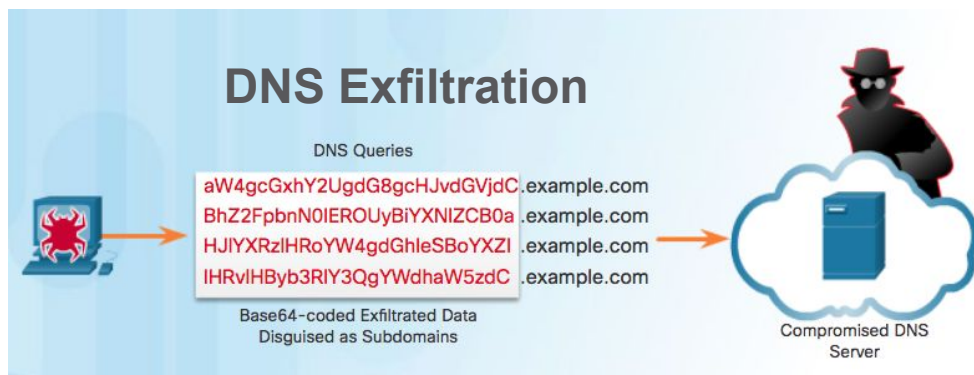 DNS Exfiltration
DNS Queries
aW4gcGxhY2UgdG8gcHJvdGVjdC.example.com
BhZ2FpbnN0IEROUyBiYXNlZCB0a.example.com
HJlYXRzIHRoYW4gdGhleSBoYXZl.example.com
IHRvIHByb3RlY3QgYWdhaW5zdC.example.com
Base64-coded Exfiltrated Data
Disguised as Subdomains
Compromised DNS
Server